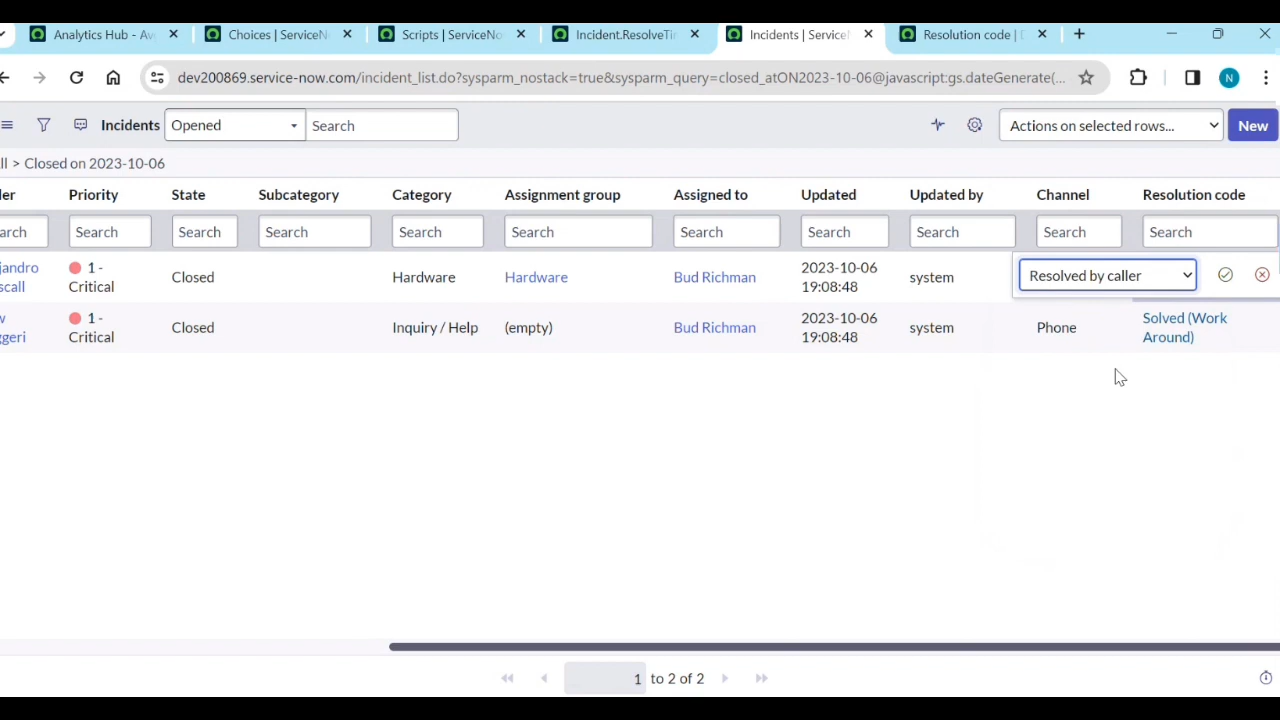 Analytics Hub - Av
Choices | ServiceN
Scripts | ServiceNo
Incident.ResolveTi
Incidents | ServiceN
Resolution code | D
dev200869.service-now.com/incident_list.do?sysparm_nostack=true&sysparm_query=closed_atON2023-10-06@javascript:gs.dateGenerate(...
N
Incidents
Opened
Search
Actions on selected rows...
New
ll > Closed on 2023-10-06
ler Priority State Subcategory Category Assignment group Assigned to Updated Updated by Channel Resolution code
arch Search Search Search Search Search Search Search Search Search Search
jandro
scall
1 -
Critical
Closed
Hardware
Hardware
Bud Richman
2023-10-06
19:08:48
system
Resolved by caller
w
ggeri
1 -
Critical
Closed
Inquiry / Help
(empty)
Bud Richman
2023-10-06
19:08:48
system
Phone
Solved (Work
Around)
1 to 2 of 2